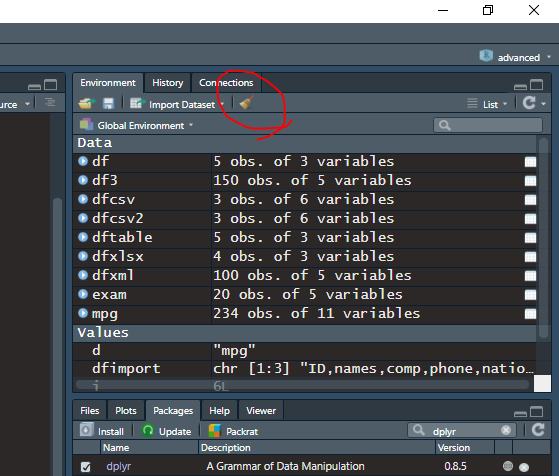 advanced
Environment History Connections
urce Import Dataset List
Global Environment
Data
df 5 obs. of 3 variables
df3 150 obs. of 5 variables
dfcsv 3 obs. of 6 variables
dfcsv2 3 obs. of 6 variables
dftable 5 obs. of 3 variables
dfxlsx 4 obs. of 3 variables
dfxml 100 obs. of 5 variables
exam 20 obs. of 5 variables
mpg 234 obs. of 11 variables
Values
d "mpg"
dfimport chr [1:3] "ID,names,comp,phone,natio…
i 6L
Files Plots Packages Help Viewer
Install Update Packrat dplyr
Name Description Version
dplyr A Grammar of Data Manipulation 0.8.5